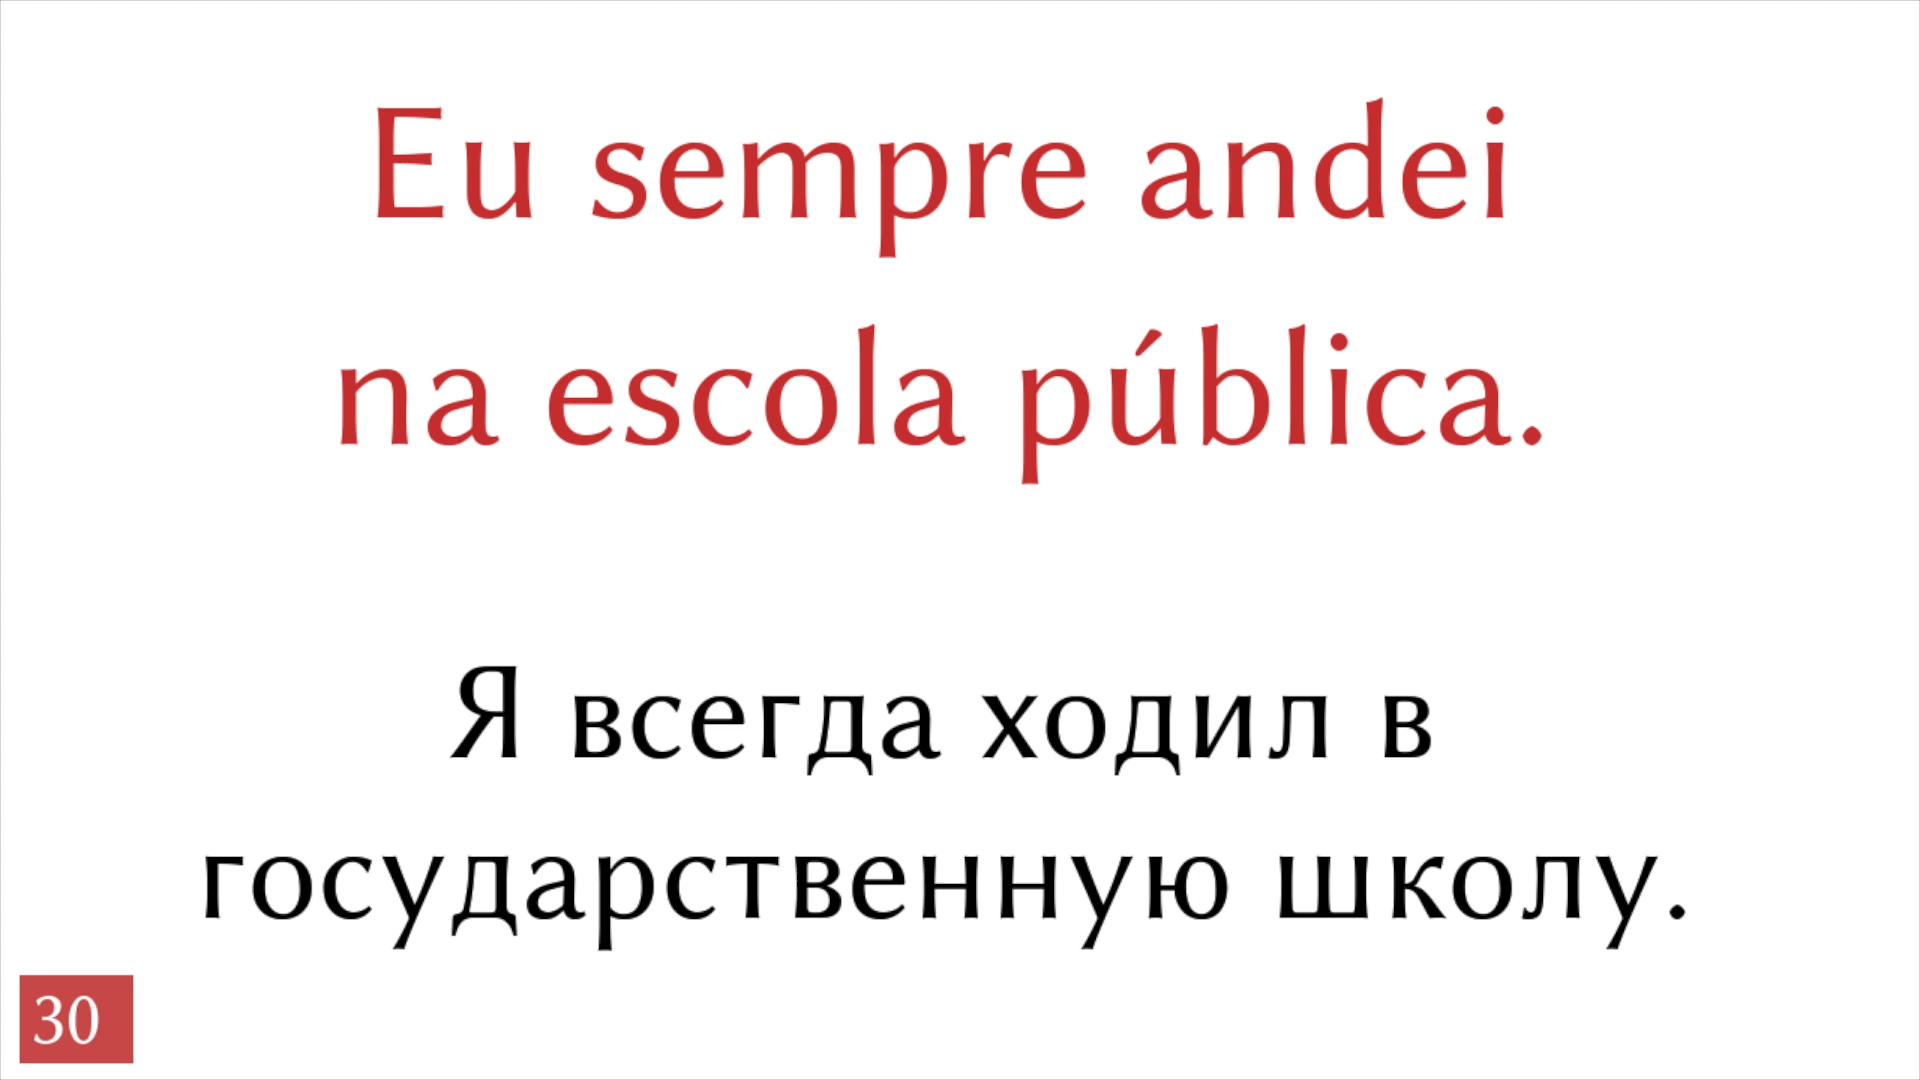 Eu sempre andei
na escola pública.
Я всегда ходил в
государственную школу.
30